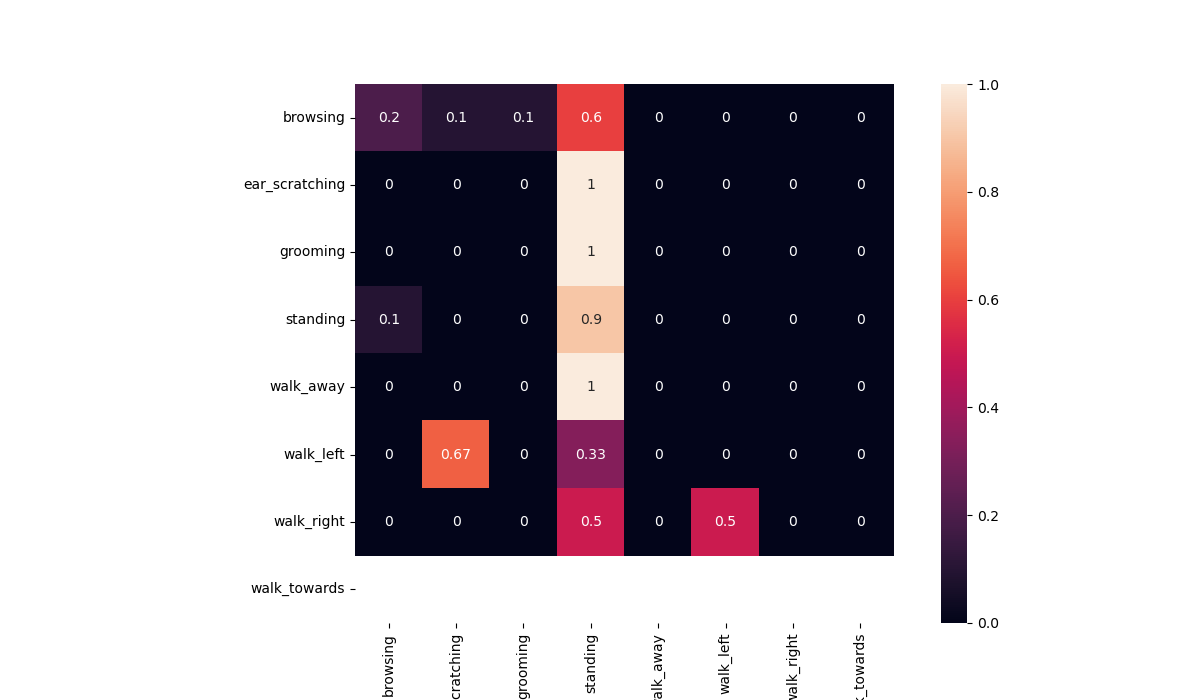 browsing 0.2 0.1 0.1 0.6 0 0 0 0
ear_scratching 0 0 0 1 0 0 0 0
grooming 0 0 0 1 0 0 0 0
standing 0.1 0 0 0.9 0 0 0 0
walk_away 0 0 0 1 0 0 0 0
walk_left 0 0.67 0 0.33 0 0 0 0
walk_right 0 0 0 0.5 0 0.5 0 0
walk_towards
browsing
cratching
grooming
standing
alk_away
walk_left
walk_right
_towards
1.0
0.8
0.6
0.4
0.2
0.0